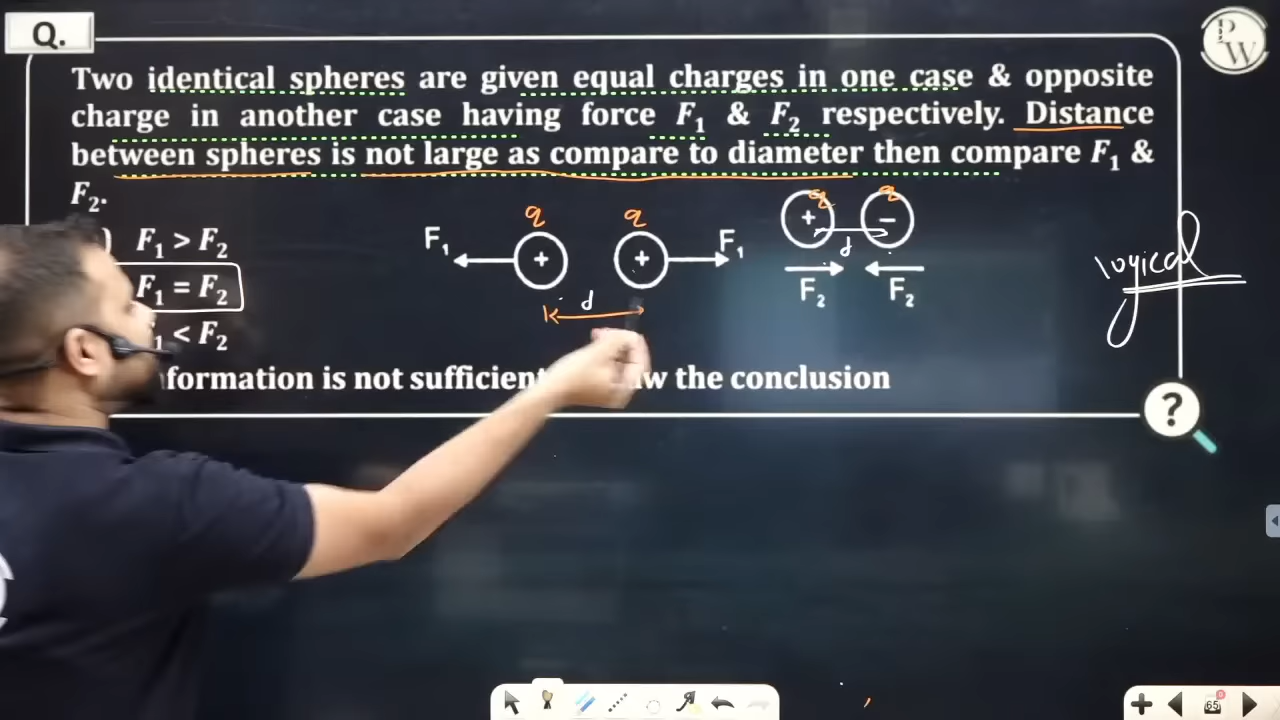 Q.
P
W
Two identical spheres are given equal charges in one case & opposite
charge in another case having force F₁ & F₂ respectively. Distance
between spheres is not large as compare to diameter then compare F₁ &
F₂.
) F₁ > F₂
F₁ = F₂
₁ < F₂
formation is not sufficient w the conclusion
q q
F₁ + + F₁
d
q q
+ −
d
F₂ F₂
logical
?
65